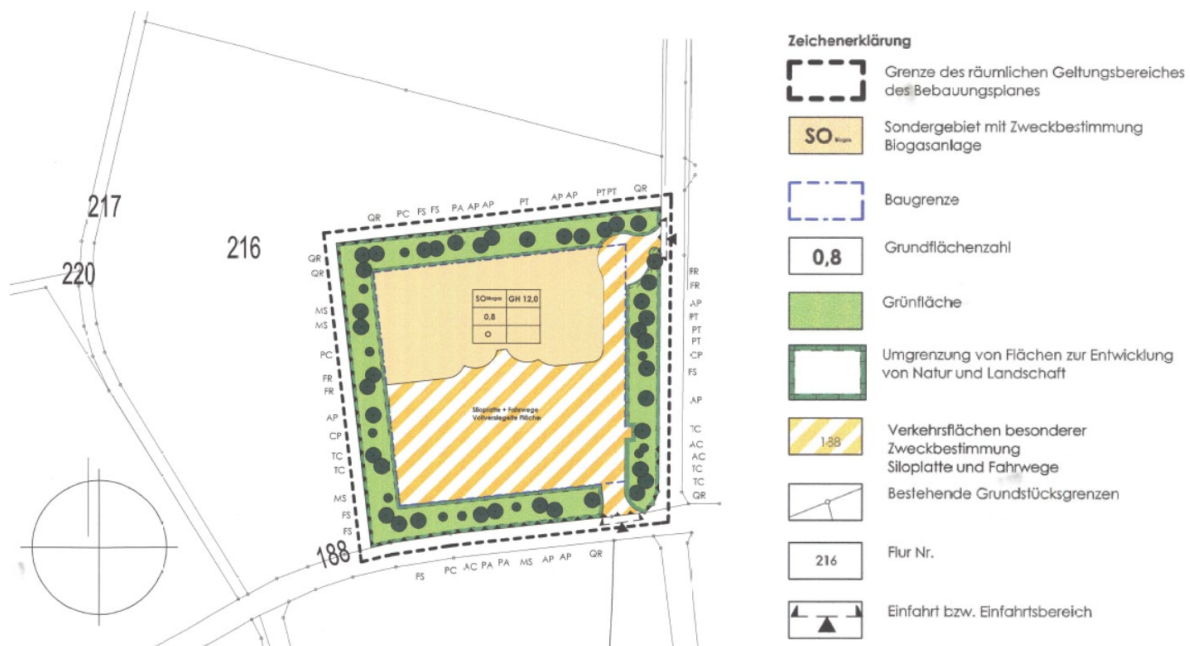 Zeichenerklärung
Grenze des räumlichen Geltungsbereiches
des Bebauungsplanes
SO Biogas
Sondergebiet mit Zweckbestimmung
Biogasanlage
Baugrenze
0,8
Grundflächenzahl
Grünfläche
Umgrenzung von Flächen zur Entwicklung
von Natur und Landschaft
188
Verkehrsflächen besonderer
Zweckbestimmung
Siloplatte und Fahrwege
Bestehende Grundstücksgrenzen
216
Flur Nr.
Einfahrt bzw. Einfahrtsbereich
217
216
220
188
QR PC FS FS PA AP AP PT AP AP PT PT QR
QR
QR
MS
MS
PC
FR
FR
AP
CP
TC
TC
MS
FS
FS
SO Biogas GH 12,0
0,8
O
Siloplatte + Fahrwege
Vollversiegelte Fläche
FR
FR
AP
PT
PT
PT
CP
FS
AP
TC
AC
AC
TC
TC
QR
FS PC AC PA PA MS AP AP QR